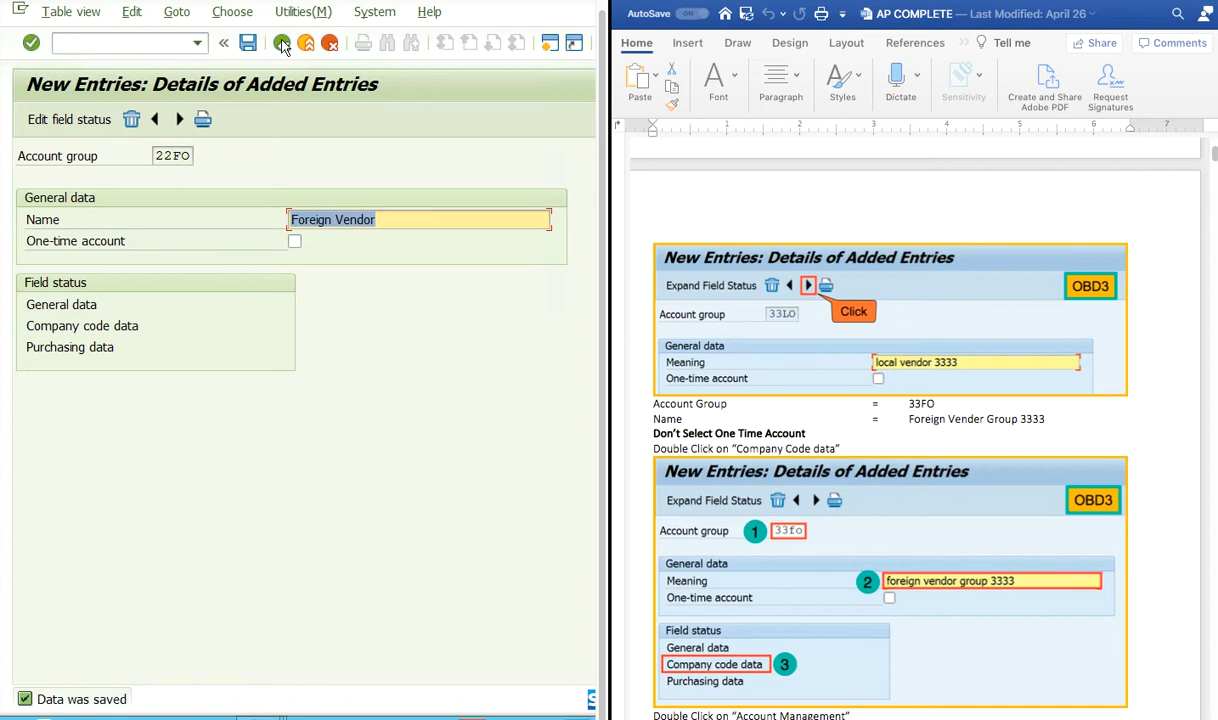 Table view Edit Goto Choose Utilities(M) System Help
New Entries: Details of Added Entries
Edit field status
Account group 22FO
General data
Name Foreign Vendor
One-time account
Field status
General data
Company code data
Purchasing data
Data was saved
AutoSave OFF AP COMPLETE — Last Modified: April 26
Home Insert Draw Design Layout References Tell me Share Comments
Paste Font Paragraph Styles Dictate Sensitivity Create and Share Adobe PDF Request Signatures
1 2 3 4 5 6 7
New Entries: Details of Added Entries
Expand Field Status OBD3
Click
Account group 33LO
General data
Meaning local vendor 3333
One-time account
Account Group = 33FO
Name = Foreign Vender Group 3333
Don't Select One Time Account
Double Click on “Company Code data”
New Entries: Details of Added Entries
Expand Field Status OBD3
Account group 1 33fo
General data
Meaning 2 foreign vendor group 3333
One-time account
Field status
General data
Company code data 3
Purchasing data
Double Click on “Account Management”